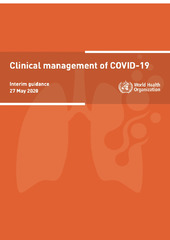 Clinical management of COVID-19
Interim guidance
27 May 2020
World Health
Organization